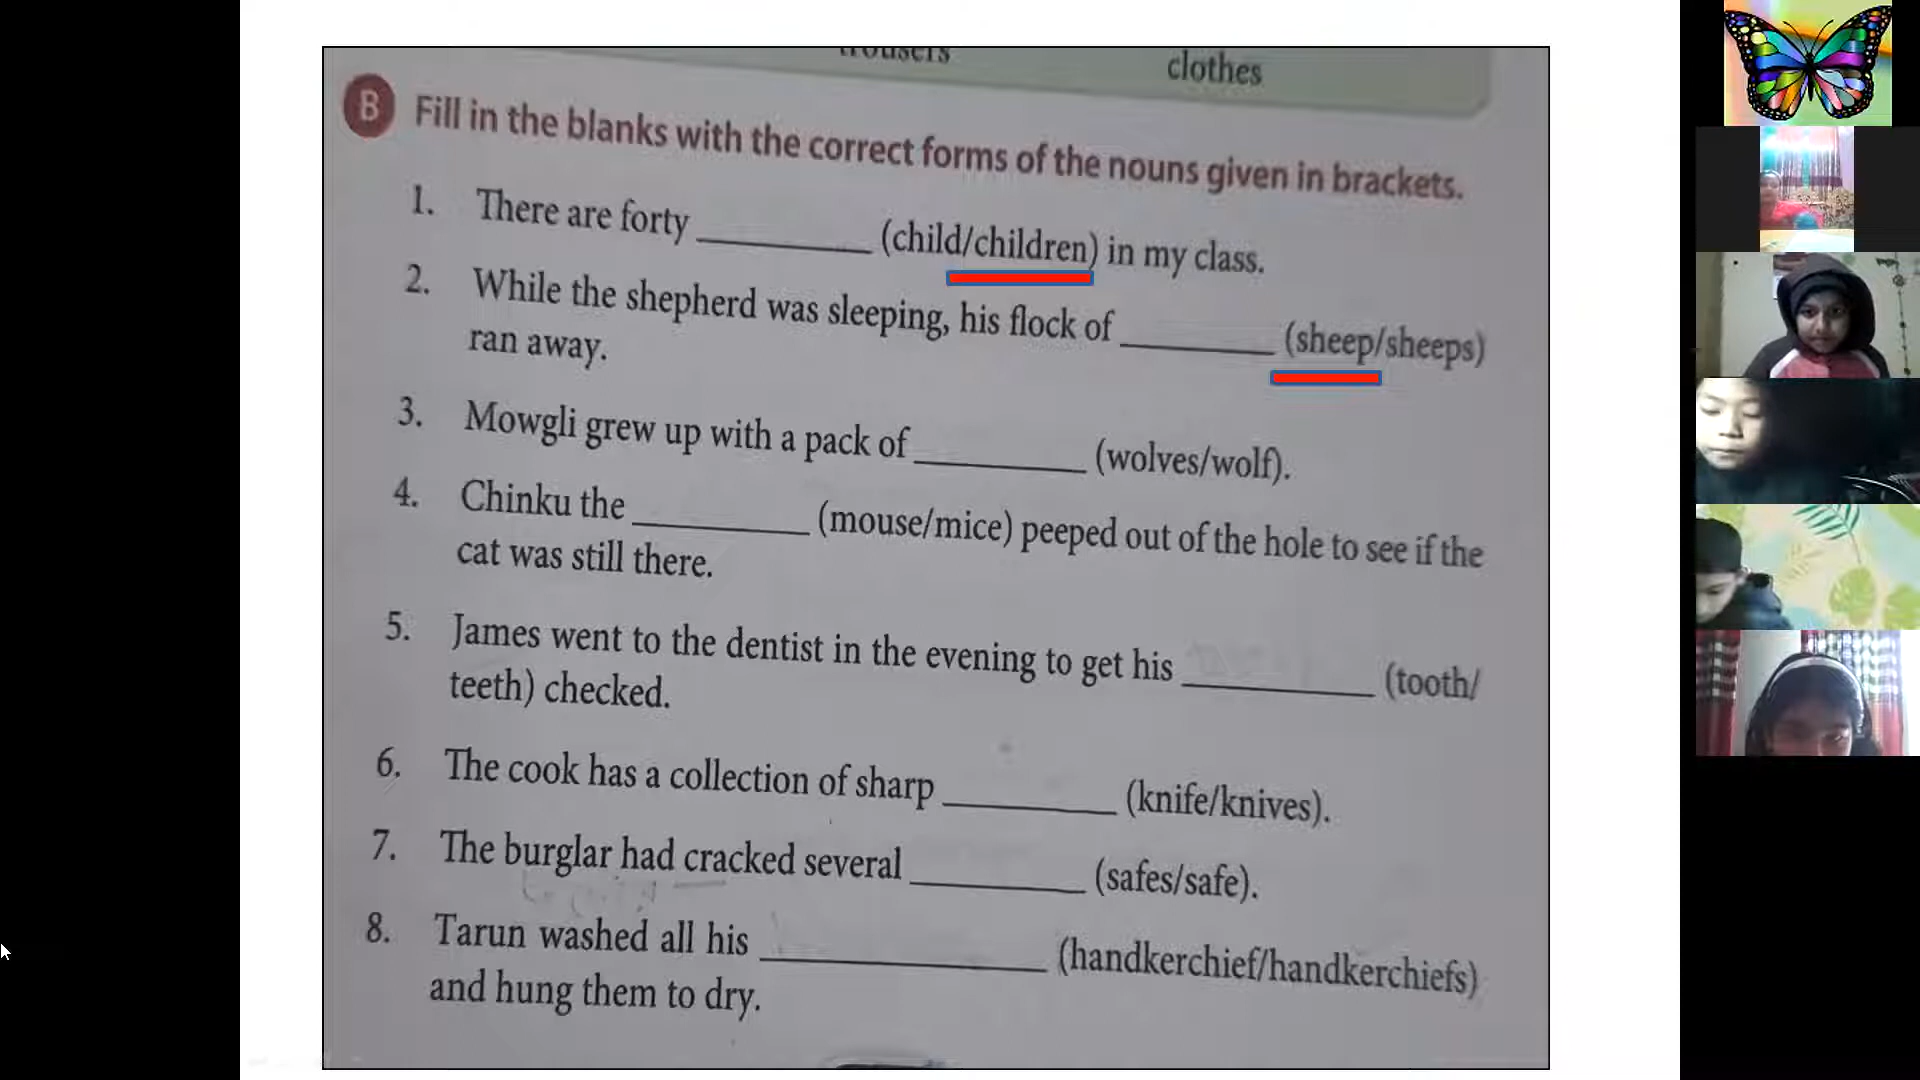 trousers clothes
B Fill in the blanks with the correct forms of the nouns given in brackets.
1. There are forty __________ (child/children) in my class.
2. While the shepherd was sleeping, his flock of __________ (sheep/sheeps)
ran away.
3. Mowgli grew up with a pack of __________ (wolves/wolf).
4. Chinku the __________ (mouse/mice) peeped out of the hole to see if the
cat was still there.
5. James went to the dentist in the evening to get his __________ (tooth/
teeth) checked.
6. The cook has a collection of sharp __________ (knife/knives).
7. The burglar had cracked several __________ (safes/safe).
8. Tarun washed all his __________ (handkerchief/handkerchiefs)
and hung them to dry.